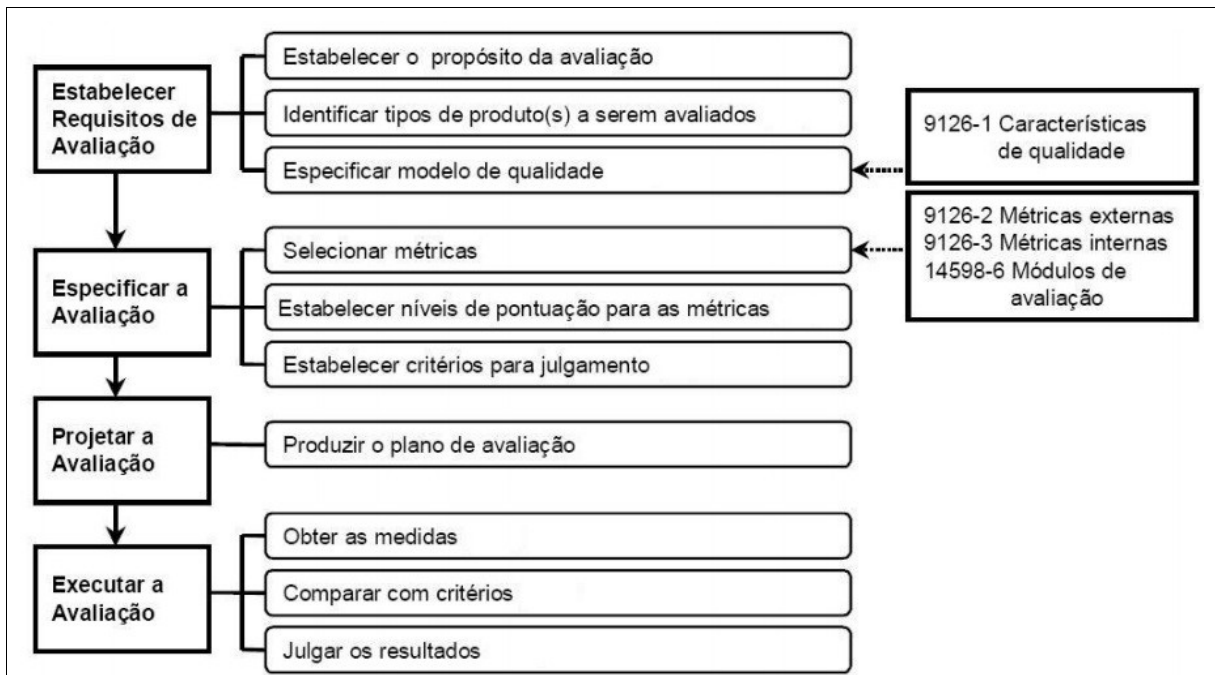 Estabelecer
Requisitos de
Avaliação
Estabelecer o propósito da avaliação
Identificar tipos de produto(s) a serem avaliados
Especificar modelo de qualidade
9126-1 Características
de qualidade
Especificar a
Avaliação
Selecionar métricas
Estabelecer níveis de pontuação para as métricas
Estabelecer critérios para julgamento
9126-2 Métricas externas
9126-3 Métricas internas
14598-6 Módulos de
avaliação
Projetar a
Avaliação
Produzir o plano de avaliação
Executar a
Avaliação
Obter as medidas
Comparar com critérios
Julgar os resultados